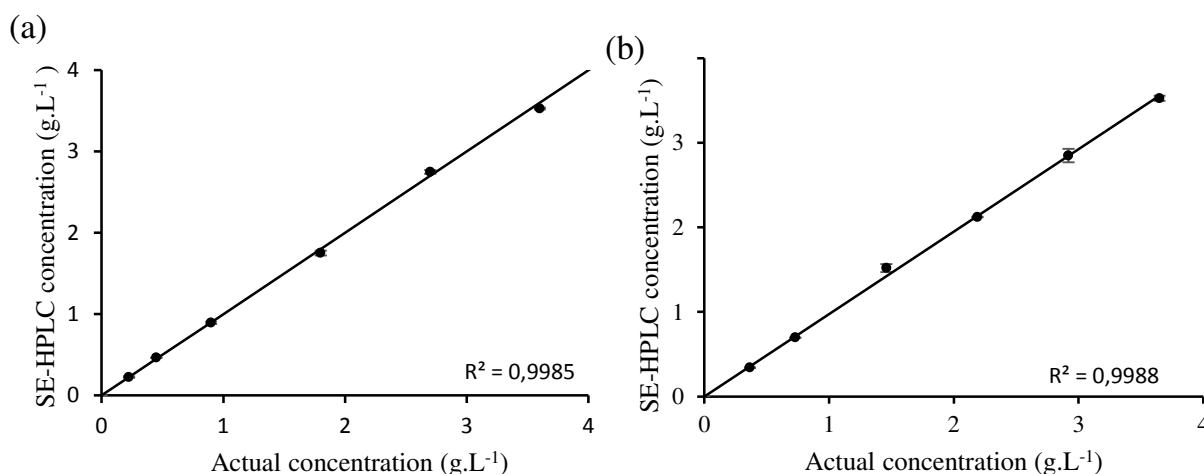 (a)
SE-HPLC concentration (g.L⁻¹)
4
3
2
1
0
R² = 0,9985
0 1 2 3 4
Actual concentration (g.L⁻¹)
(b)
SE-HPLC concentration (g.L⁻¹)
3
2
1
0
R² = 0,9988
0 1 2 3 4
Actual concentration (g.L⁻¹)